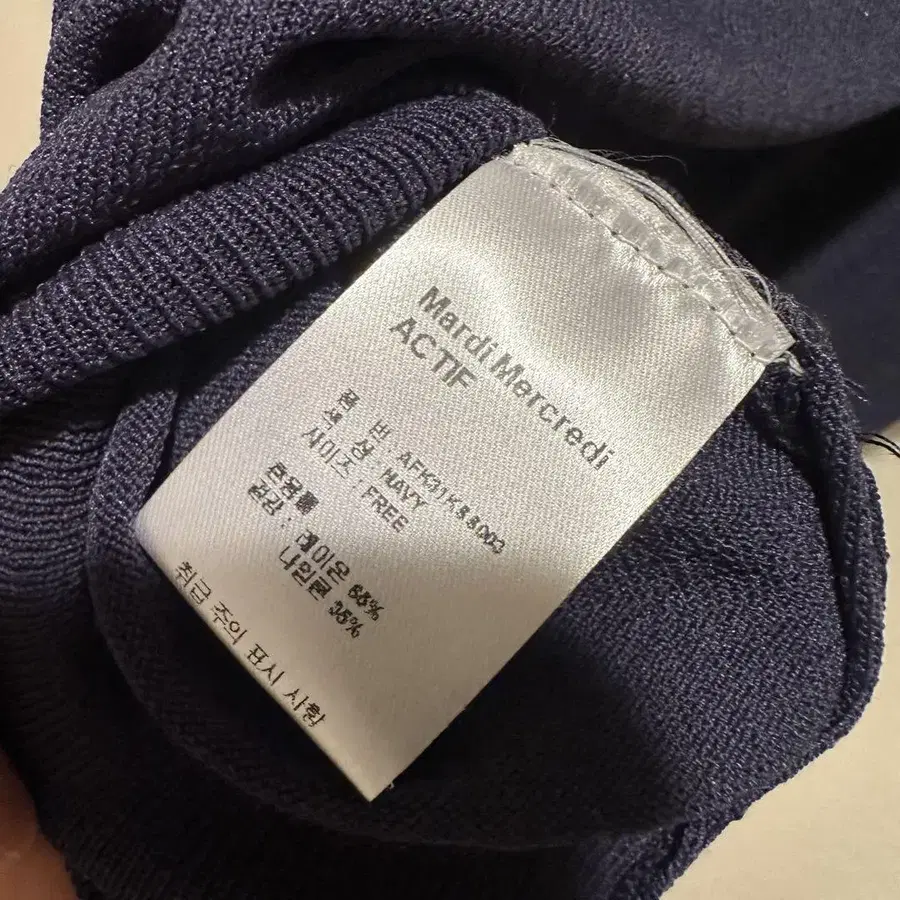 Mardi Mercredi
ACTIF
품 번 :
색 상 : NAVY
사이즈 : FREE
혼용률
겉감 : 레이온 65%
나일론 35%
취급 주의 표시 사항